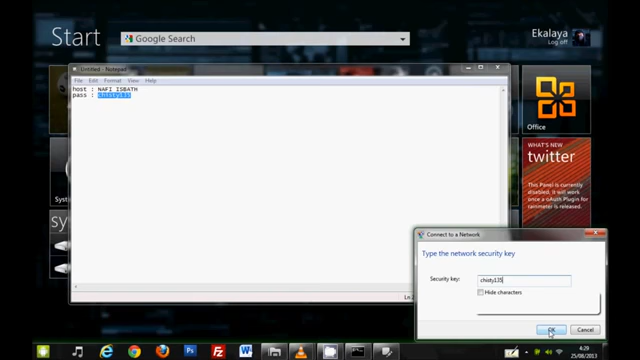 Start
Google Search
Ekalaya
Log off
Untitled - Notepad
File Edit Format View Help
host : NAFI ISBATH
pass : chisty135
Office
WHAT'S NEW
twitter
This Panel is currently
disabled, it will work
once a OAuth Plugin for
rainmeter is released.
Connect to a Network
Type the network security key
Security key: chisty135
Hide characters
OK Cancel
4:29
25/08/2013